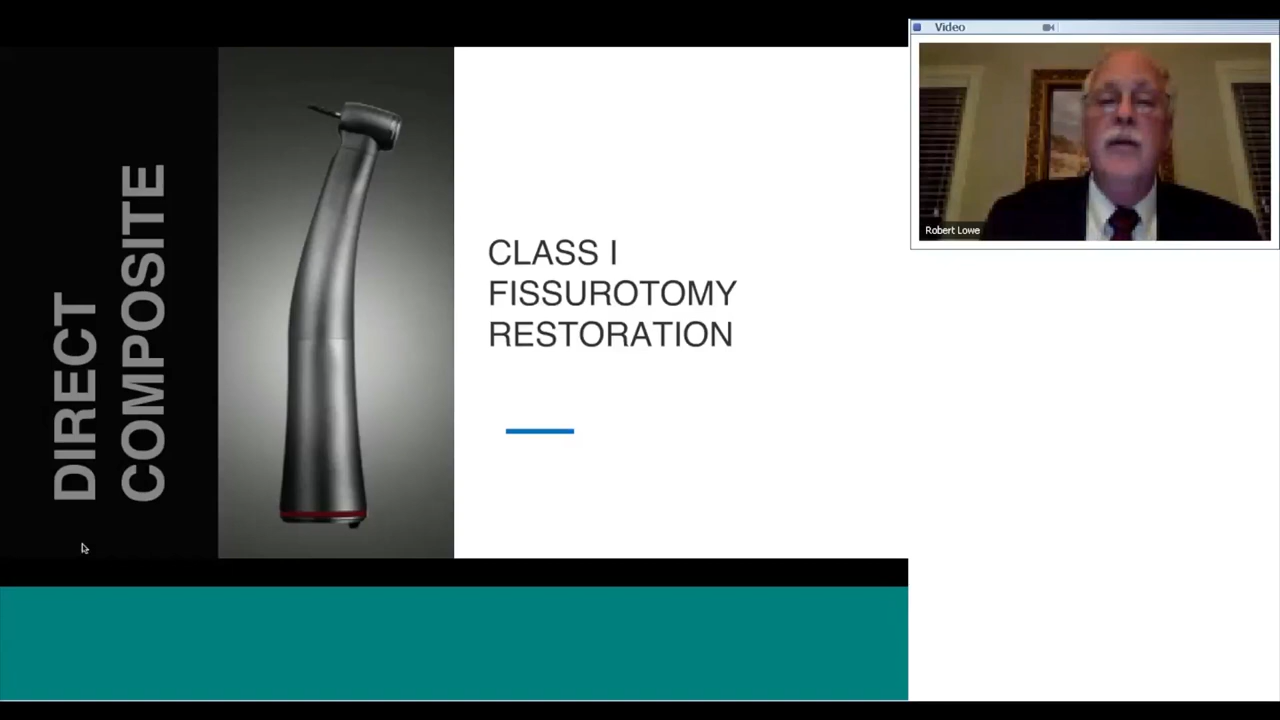 DIRECT
COMPOSITE
CLASS I
FISSUROTOMY
RESTORATION
Video
Robert Lowe